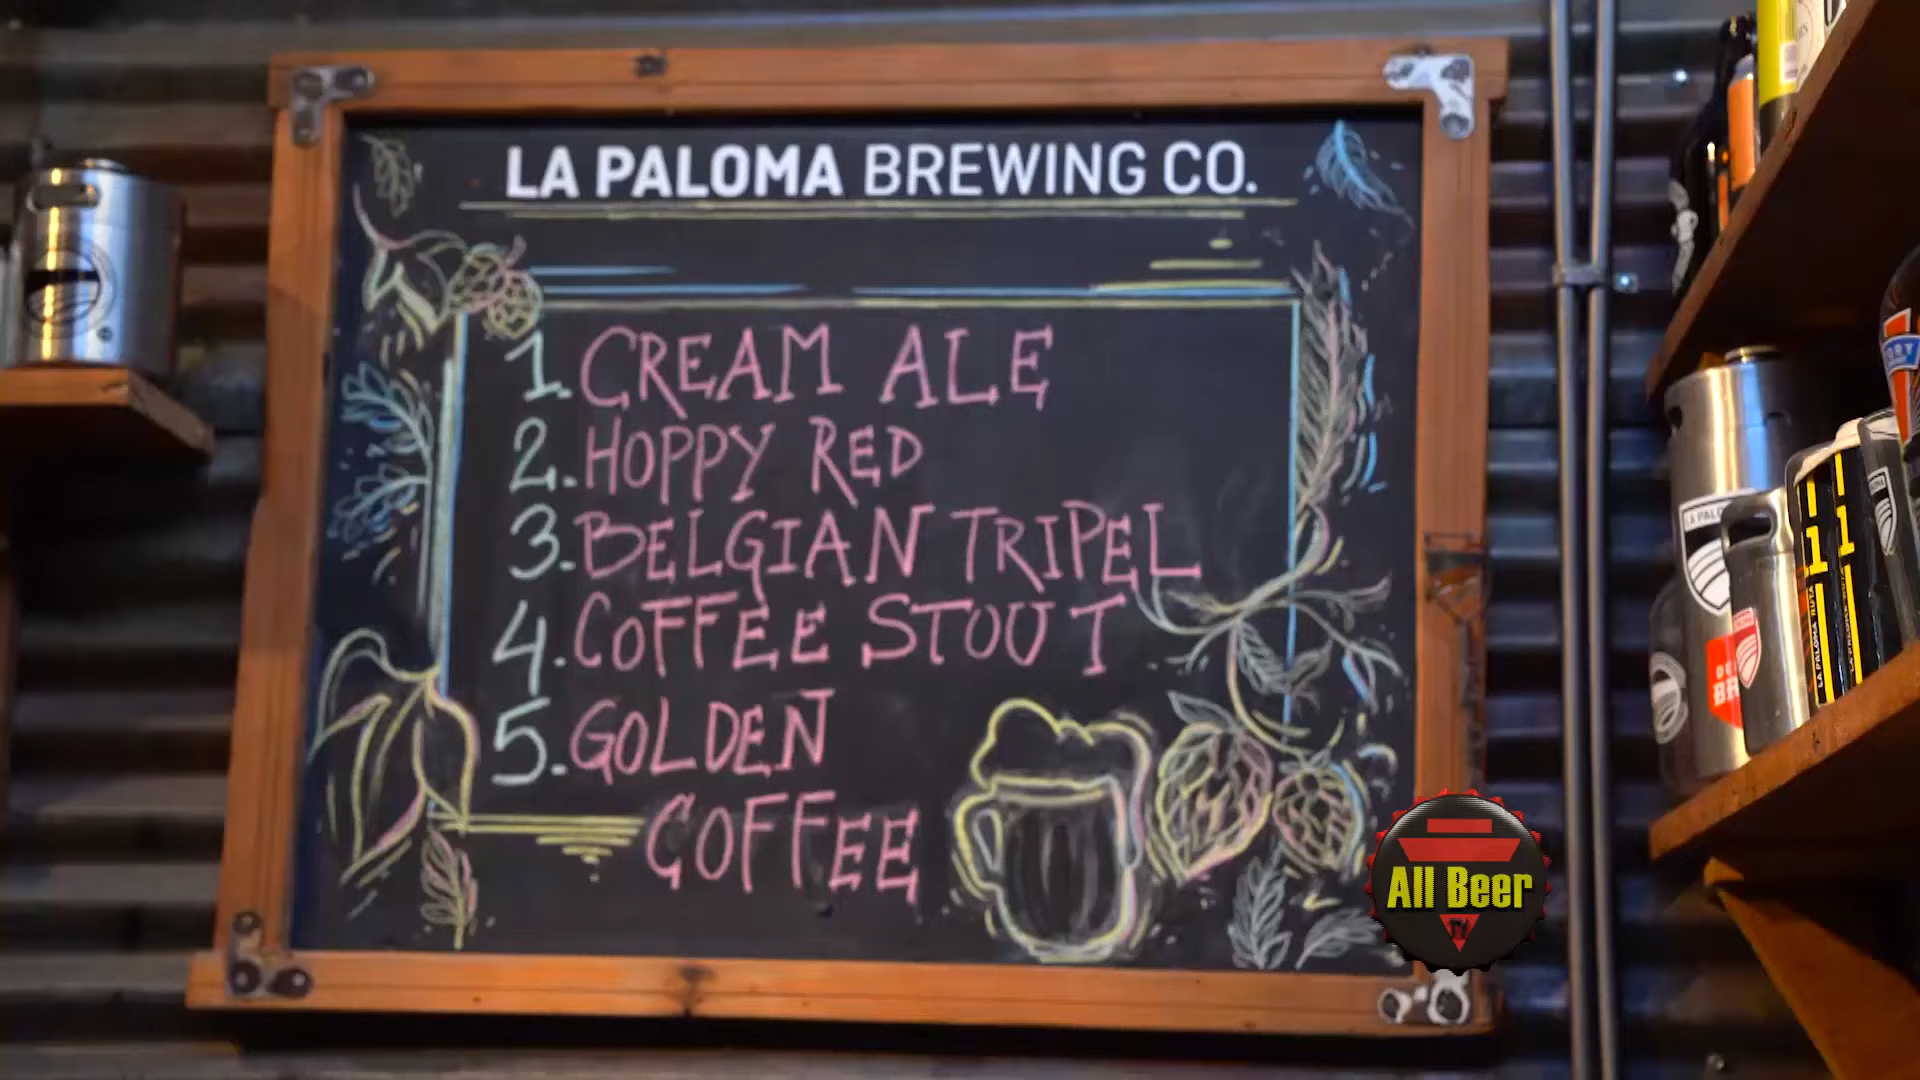 LA PALOMA BREWING CO.
1. CREAM ALE
2. HOPPY RED
3. BELGIAN TRIPEL
4. COFFEE STOUT
5. GOLDEN
COFFEE
All Beer
TV